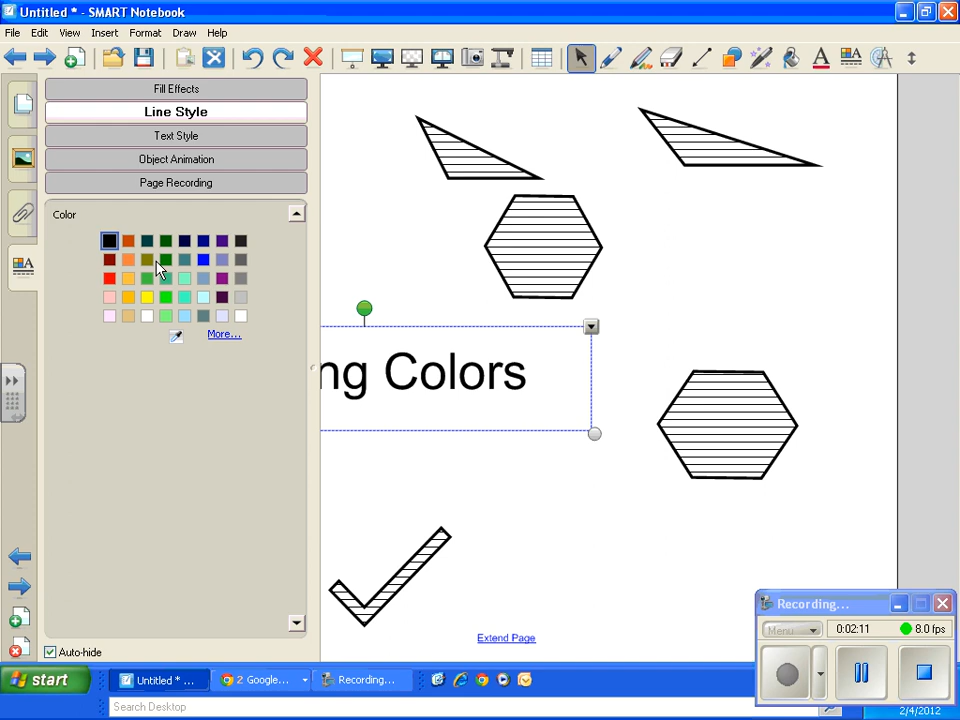 Untitled * - SMART Notebook
File Edit View Insert Format Draw Help
Fill Effects
Line Style
Text Style
Object Animation
Page Recording
Color
More...
Auto-hide
ng Colors
Extend Page
Recording...
Menu 0:02:11 8.0 fps
start Untitled * ... 2 Google... Recording...
Search Desktop
2/4/2012